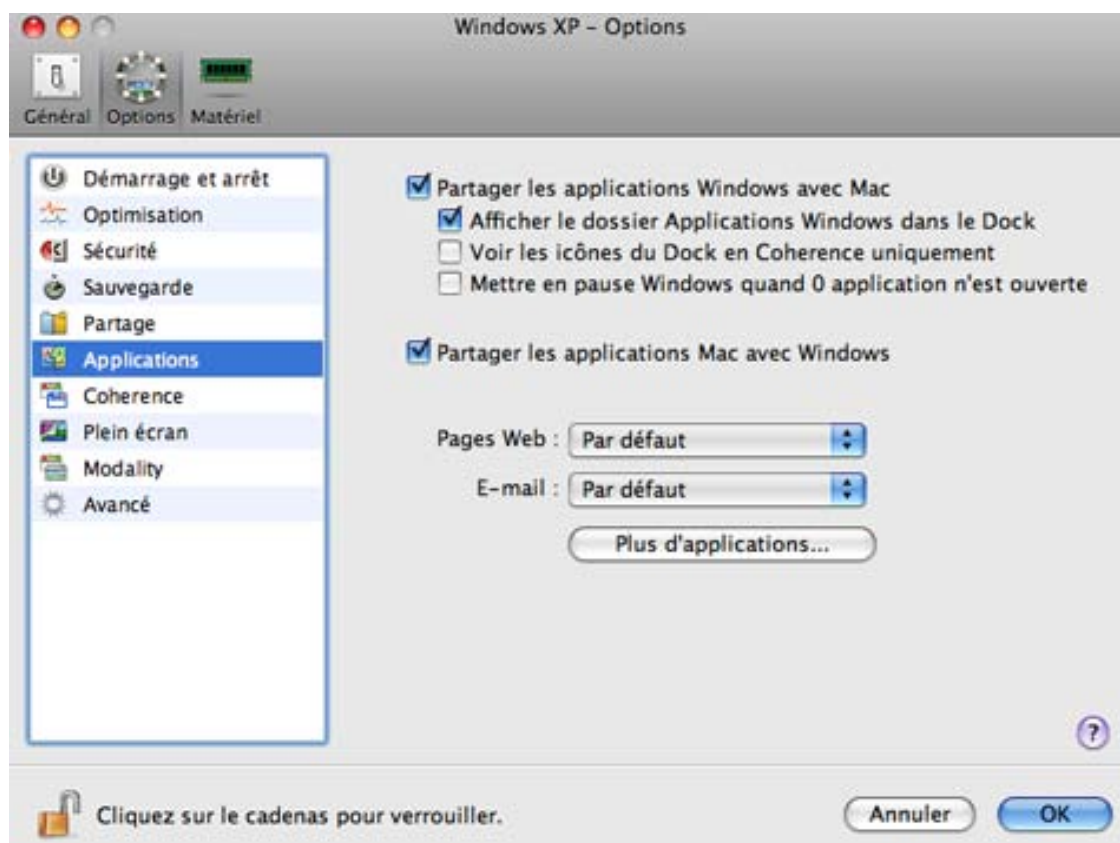 Windows XP – Options
Général
Options
Matériel
Démarrage et arrêt
Optimisation
Sécurité
Sauvegarde
Partage
Applications
Coherence
Plein écran
Modality
Avancé
Partager les applications Windows avec Mac
Afficher le dossier Applications Windows dans le Dock
Voir les icônes du Dock en Coherence uniquement
Mettre en pause Windows quand 0 application n'est ouverte
Partager les applications Mac avec Windows
Pages Web : Par défaut
E-mail : Par défaut
Plus d'applications...
?
Cliquez sur le cadenas pour verrouiller.
Annuler
OK